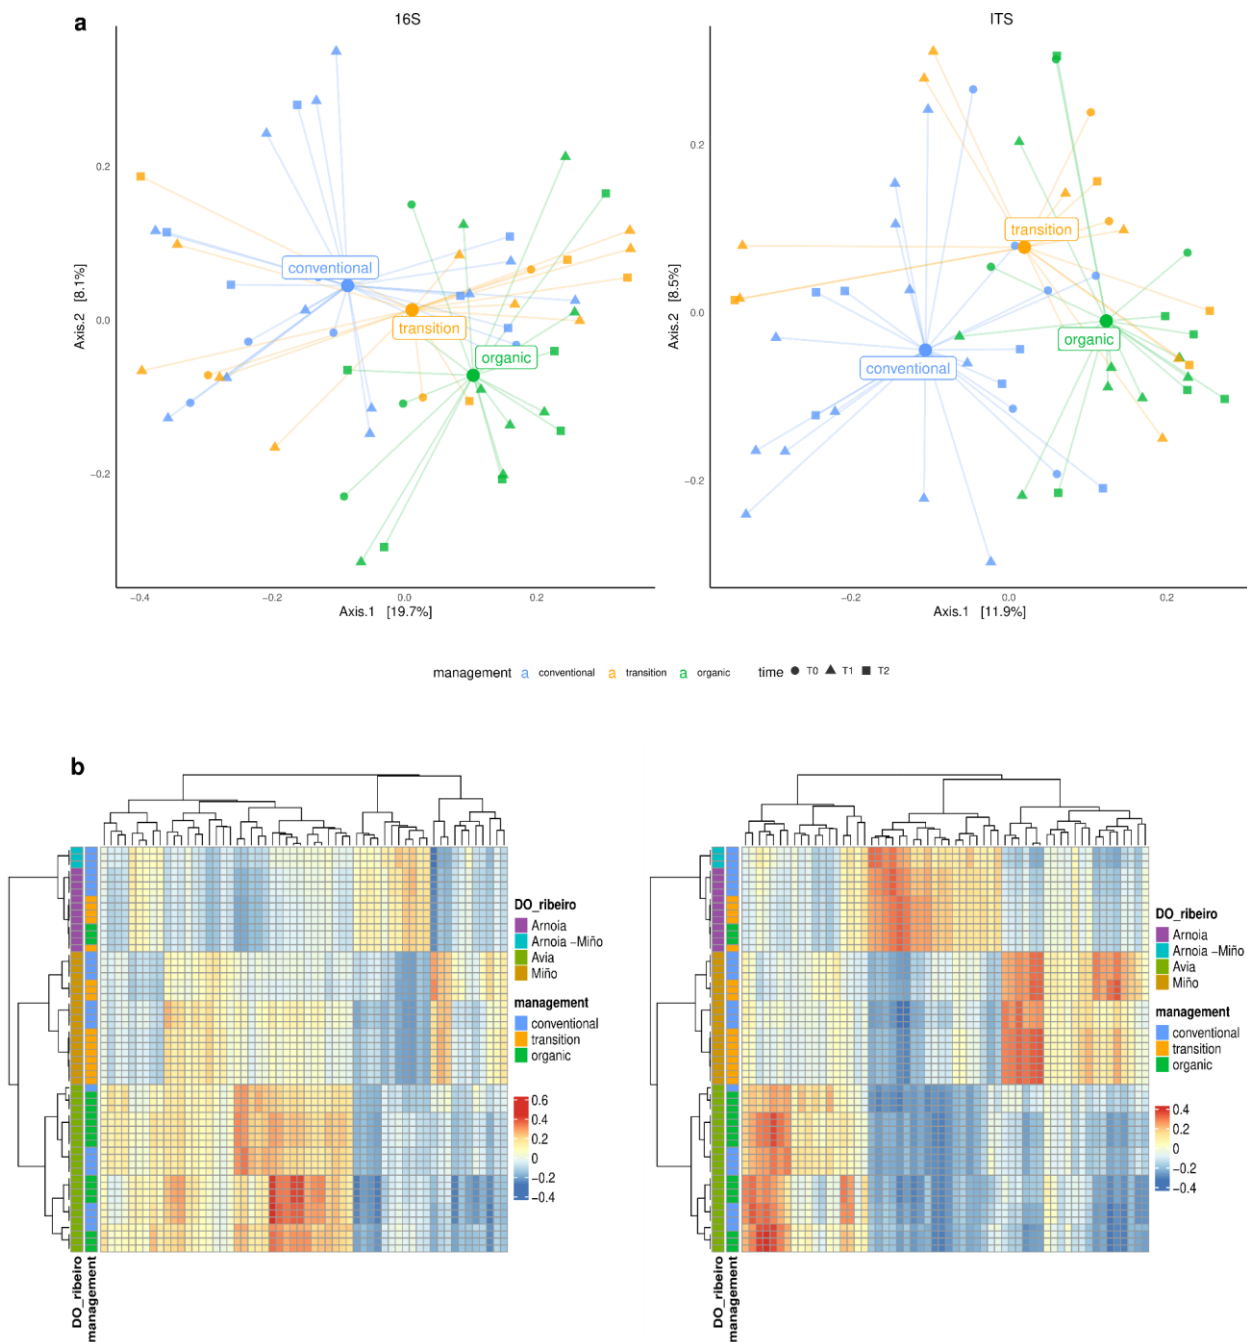 a
16S
conventional
transition
organic
0.2
0.0
−0.2
Axis.2 [8.1%]
−0.4
−0.2
0.0
0.2
Axis.1 [19.7%]
ITS
transition
organic
conventional
0.2
0.0
−0.2
Axis.2 [8.5%]
−0.2
0.0
0.2
Axis.1 [11.9%]
management a conventional a transition a organic time T0 T1 T2
b
DO_ribeiro
Arnoia
Arnoia −Miño
Avia
Miño
management
conventional
transition
organic
0.6
0.4
0.2
0
−0.2
−0.4
DO_ribeiro
management
DO_ribeiro
Arnoia
Arnoia −Miño
Avia
Miño
management
conventional
transition
organic
0.4
0.2
0
−0.2
−0.4
DO_ribeiro
management